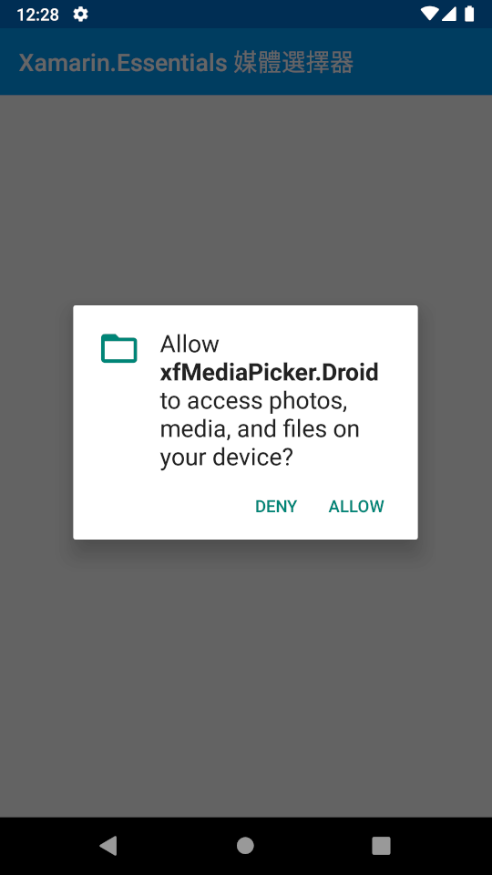 12:28
Xamarin.Essentials 媒體選擇器
Allow
xfMediaPicker.Droid
to access photos,
media, and files on
your device?
DENY ALLOW